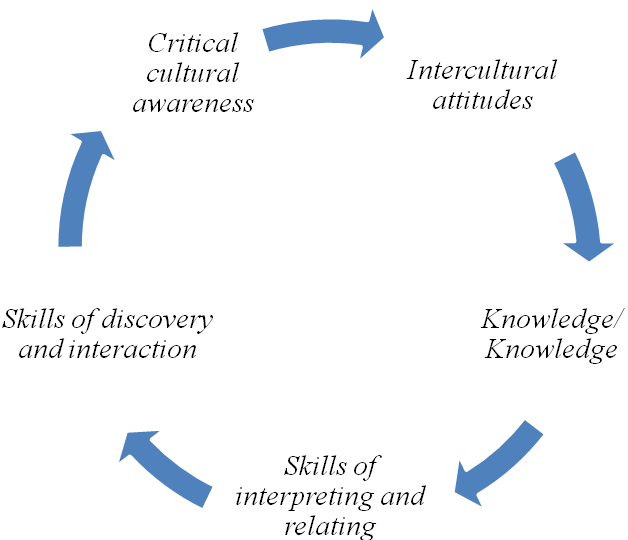 Critical
cultural
awareness
Intercultural
attitudes
Knowledge/
Knowledge
Skills of
interpreting and
relating
Skills of discovery
and interaction